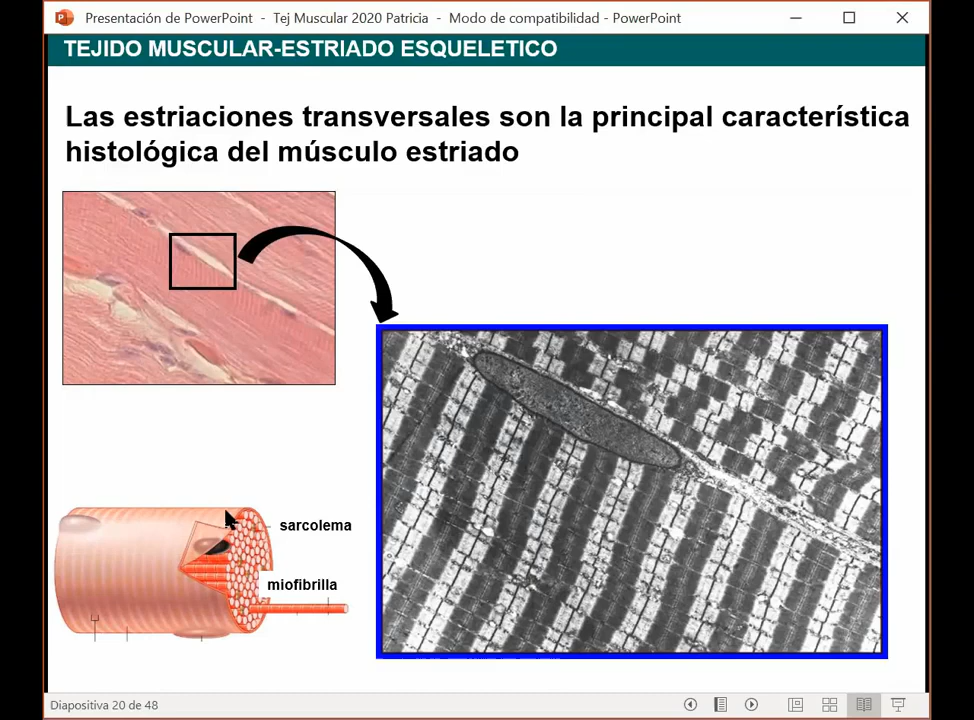 Presentación de PowerPoint - Tej Muscular 2020 Patricia - Modo de compatibilidad - PowerPoint
TEJIDO MUSCULAR-ESTRIADO ESQUELETICO
Las estriaciones transversales son la principal característica
histológica del músculo estriado
sarcolema
miofibrilla
Diapositiva 20 de 48